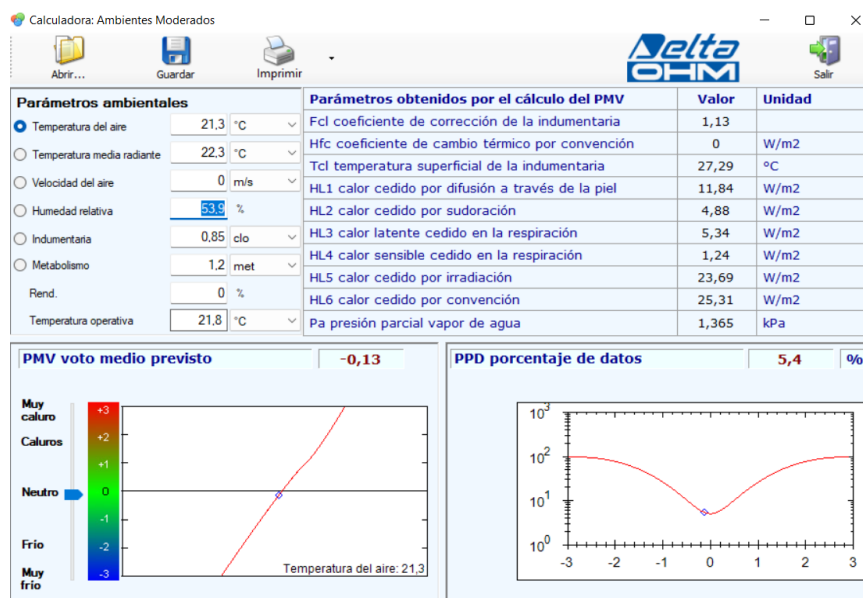 Calculadora: Ambientes Moderados
Abrir...
Guardar
Imprimir
Delta
OHM
Salir
Parámetros ambientales
Temperatura del aire 21,3 °C
Temperatura media radiante 22,3 °C
Velocidad del aire 0 m/s
Humedad relativa 53,9 %
Indumentaria 0,85 clo
Metabolismo 1,2 met
Rend. 0 %
Temperatura operativa 21,8 °C
Parámetros obtenidos por el cálculo del PMV Valor Unidad
Fcl coeficiente de corrección de la indumentaria 1,13
Hfc coeficiente de cambio térmico por convención 0 W/m2
Tcl temperatura superficial de la indumentaria 27,29 °C
HL1 calor cedido por difusión a través de la piel 11,84 W/m2
HL2 calor cedido por sudoración 4,88 W/m2
HL3 calor latente cedido en la respiración 5,34 W/m2
HL4 calor sensible cedido en la respiración 1,24 W/m2
HL5 calor cedido por irradiación 23,69 W/m2
HL6 calor cedido por convención 25,31 W/m2
Pa presión parcial vapor de agua 1,365 kPa
PMV voto medio previsto -0,13
Muy
caluro
Caluros
Neutro
Frio
Muy
frio
+3
+2
+1
0
-1
-2
-3
Temperatura del aire: 21,3
PPD porcentaje de datos 5,4 %
10^3
10^2
10^1
10^0
-3 -2 -1 0 1 2 3